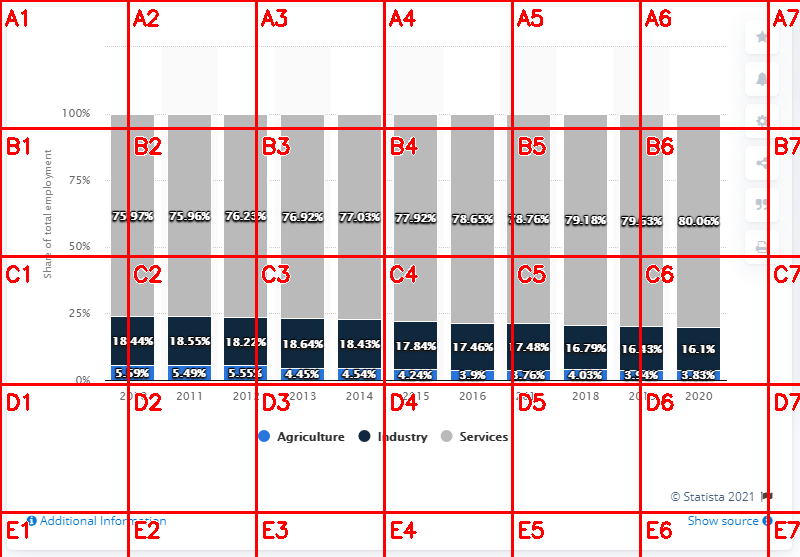 A1 A2 A3 A4 A5 A6 A7
100%
B1 B2 B3 B4 B5 B6 B7
Share of total employment
75%
75.97% 75.96% 76.23% 76.92% 77.03% 77.92% 78.65% 78.76% 79.18% 79.63% 80.06%
50%
C1 C2 C3 C4 C5 C6 C7
25%
18.44% 18.55% 18.22% 18.64% 18.43% 17.84% 17.46% 17.48% 16.79% 16.43% 16.1%
5.59% 5.49% 5.55% 4.45% 4.54% 4.24% 3.9% 3.76% 4.03% 3.94% 3.83%
0%
2010 2011 2012 2013 2014 2015 2016 2017 2018 2019 2020
D1 D2 D3 D4 D5 D6 D7
Agriculture Industry Services
© Statista 2021
Additional Information Show source
E1 E2 E3 E4 E5 E6 E7